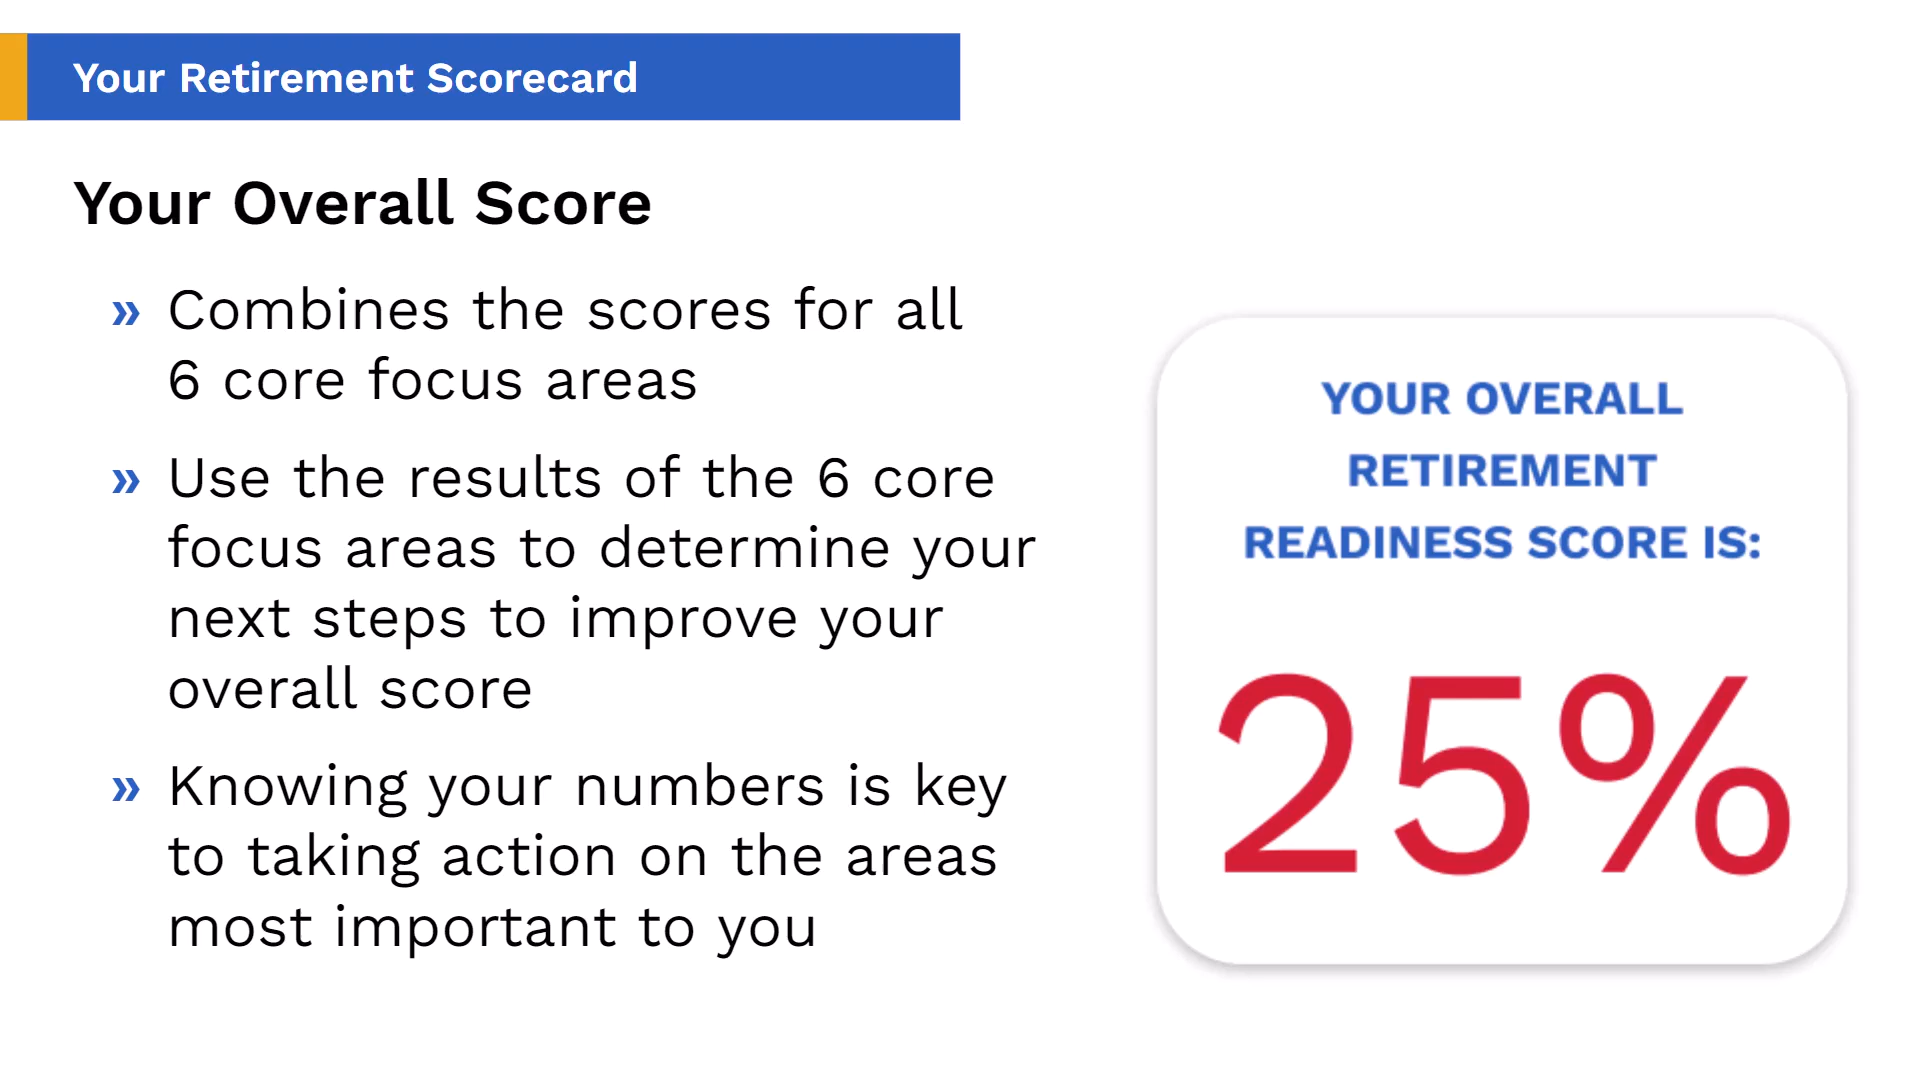 Your Retirement Scorecard
Your Overall Score
» Combines the scores for all
6 core focus areas
» Use the results of the 6 core
focus areas to determine your
next steps to improve your
overall score
» Knowing your numbers is key
to taking action on the areas
most important to you
YOUR OVERALL
RETIREMENT
READINESS SCORE IS:
25%